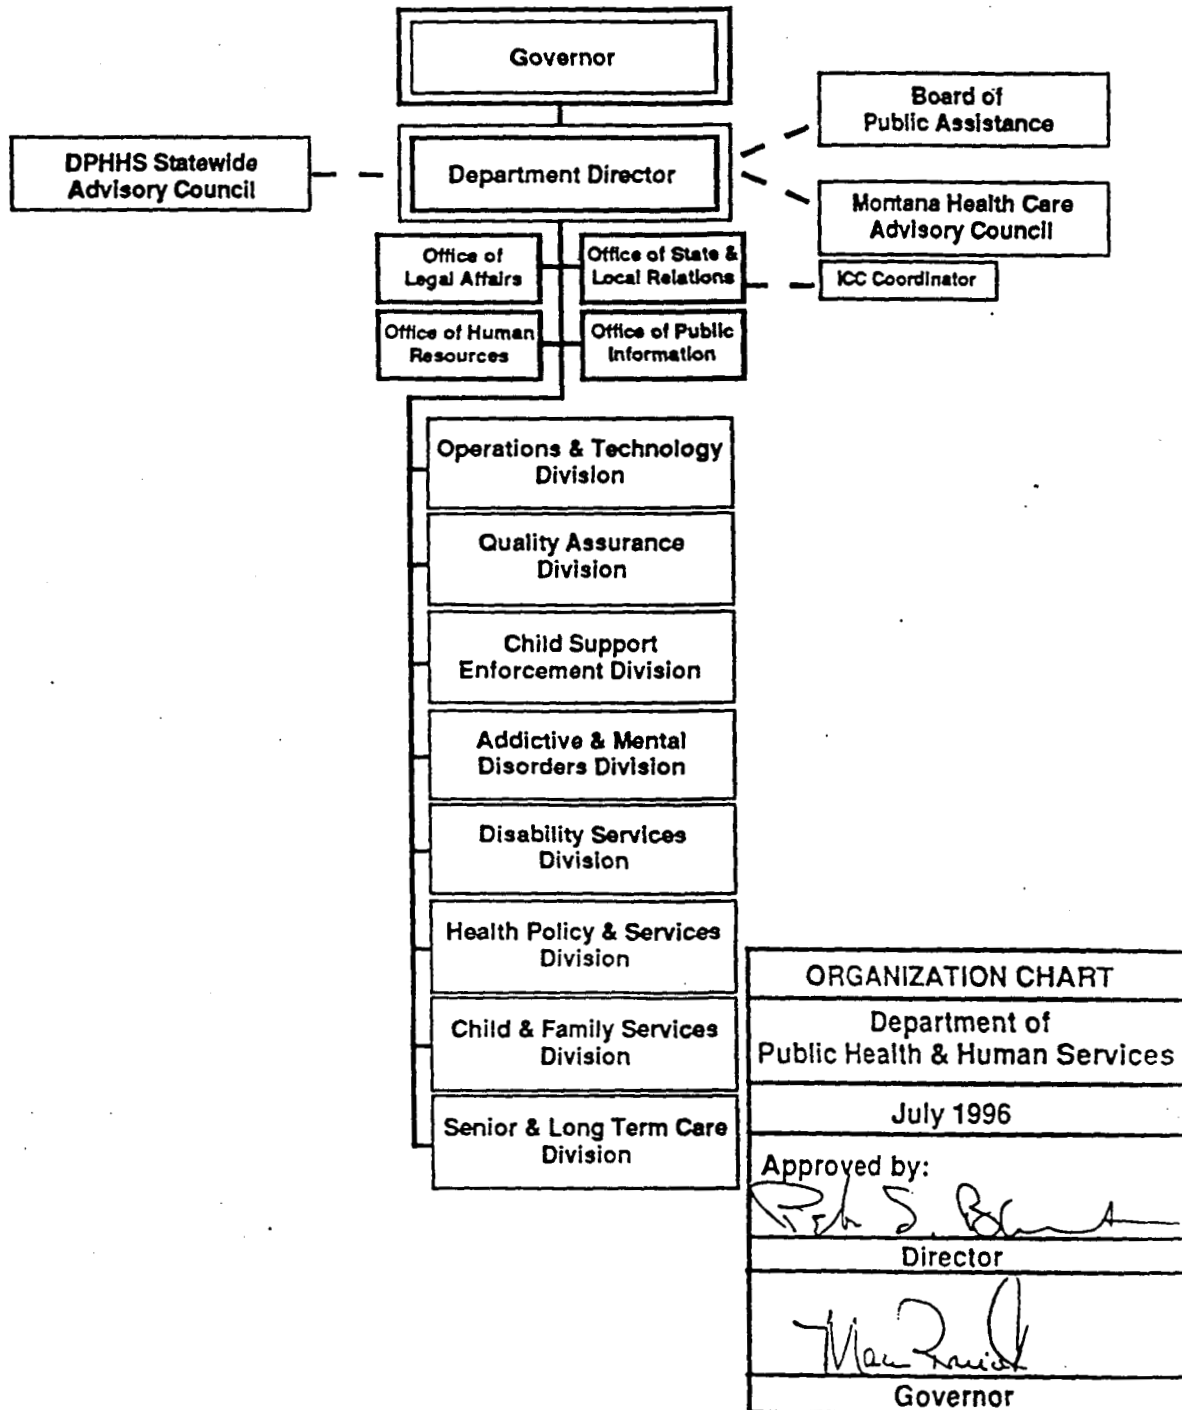 Governor
Board of
Public Assistance
DPHHS Statewide
Advisory Council
Department Director
Montana Health Care
Advisory Council
Office of
Legal Affairs
Office of State &
Local Relations
ICC Coordinator
Office of Human
Resources
Office of Public
Information
Operations & Technology
Division
Quality Assurance
Division
Child Support
Enforcement Division
Addictive & Mental
Disorders Division
Disability Services
Division
Health Policy & Services
Division
Child & Family Services
Division
Senior & Long Term Care
Division
ORGANIZATION CHART
Department of
Public Health & Human Services
July 1996
Approved by:
Director
Governor